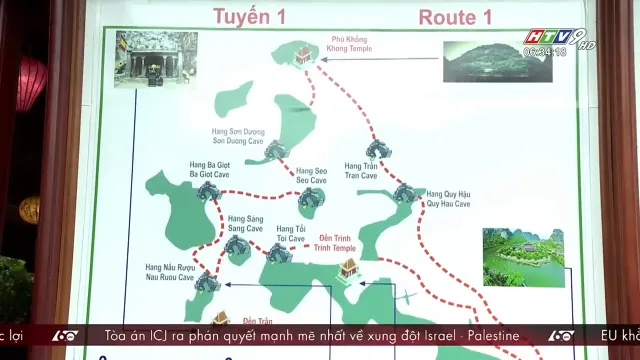 Tuyến 1
Route 1
HTV9 HD
06:34:18
Phủ Khống
Khong Temple
Hang Sơn Dương
Son Duong Cave
Hang Trần
Tran Cave
Hang Ba Giọt
Ba Giot Cave
Hang Seo
Seo Cave
Hang Quy Hậu
Quy Hau Cave
Hang Sáng
Sang Cave
Hang Tối
Toi Cave
Đền Trình
Trinh Temple
Hang Nấu Rượu
Nau Ruou Cave
Đền Trần
lợi
60
Tòa án ICJ ra phán quyết mạnh mẽ nhất về xung đột Israel - Palestine
60